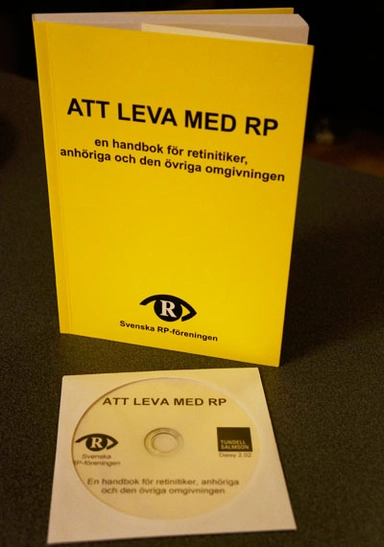 ATT LEVA MED RP
en handbok för retinitiker,
anhöriga och den övriga omgivningen
R
Svenska RP-föreningen
ATT LEVA MED RP
R
Svenska
RP-föreningen
TUNDELL
SALMSON
Daisy 2.02
En handbok för retinitiker, anhöriga
och den övriga omgivningen